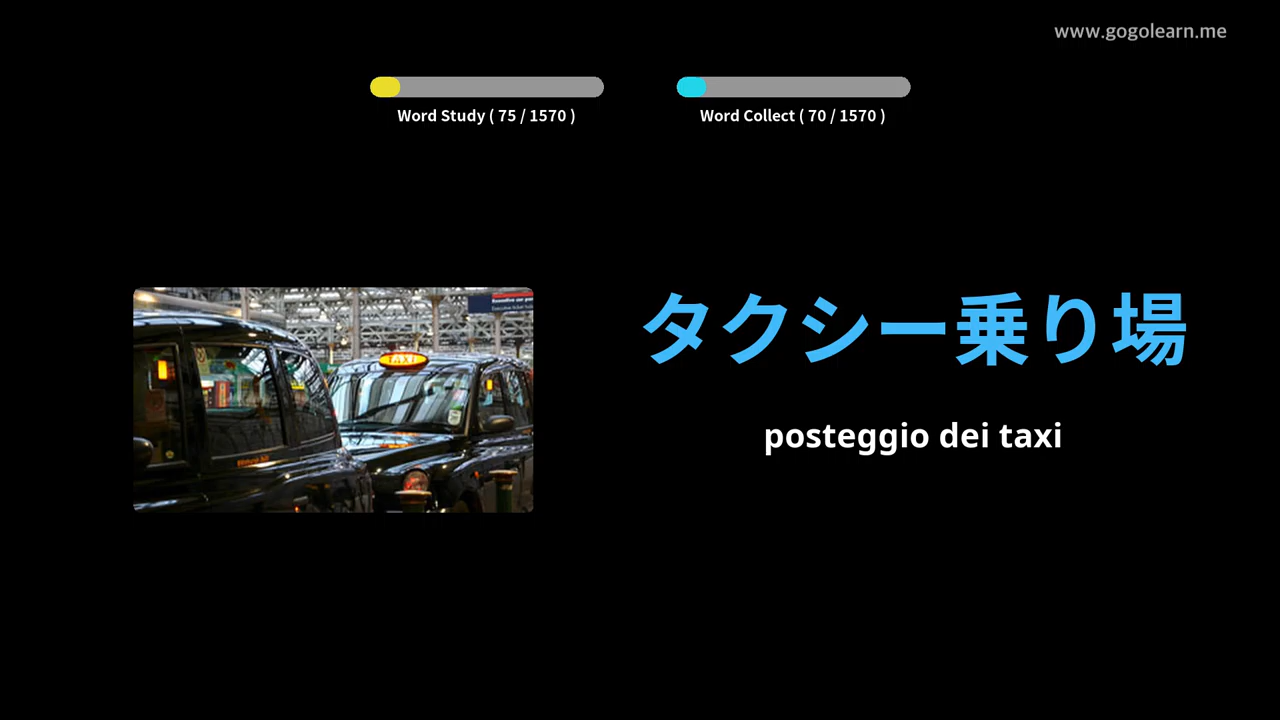 www.gogolearn.me
Word Study ( 75 / 1570 )
Word Collect ( 70 / 1570 )
TAXI
タクシー乗り場
posteggio dei taxi